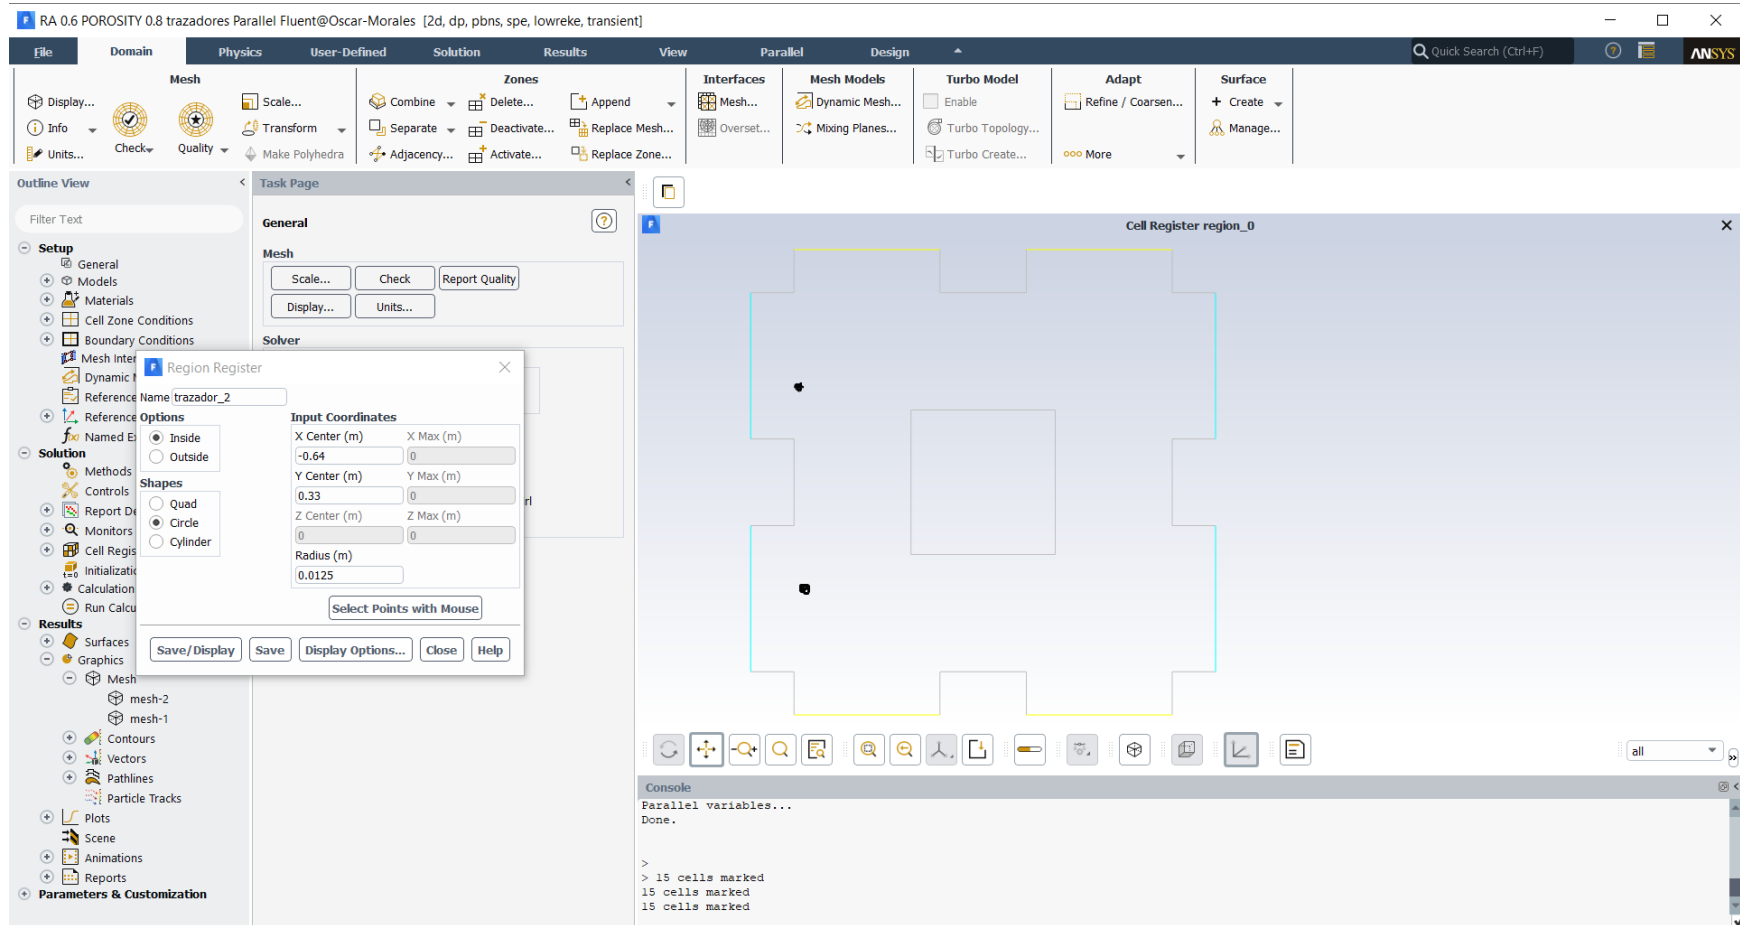 RA 0.6 POROSITY 0.8 trazadores Parallel Fluent@Oscar-Morales [2d, dp, pbns, spe, lowreke, transient]
File Domain Physics User-Defined Solution Results View Parallel Design Quick Search (Ctrl+F) ANSYS
Mesh
Display... Scale...
Info Transform
Units... Check Quality Make Polyhedra
Zones
Combine Delete... Append
Separate Deactivate... Replace Mesh...
Adjacency... Activate... Replace Zone...
Interfaces
Mesh...
Overset...
Mesh Models
Dynamic Mesh...
Mixing Planes...
Turbo Model
Enable
Turbo Topology...
Turbo Create...
Adapt
Refine / Coarsen...
More
Surface
Create
Manage...
Outline View
Filter Text
Setup
General
Models
Materials
Cell Zone Conditions
Boundary Conditions
Mesh Inter
Dynamic
Reference
Reference
Named E
Solution
Methods
Controls
Report De
Monitors
Cell Regis
Initializatio
Calculation
Run Calcu
Results
Surfaces
Graphics
Mesh
mesh-2
mesh-1
Contours
Vectors
Pathlines
Particle Tracks
Plots
Scene
Animations
Reports
Parameters & Customization
Task Page
General
Mesh
Scale... Check Report Quality
Display... Units...
Solver
rl
Region Register
Name trazador_2
Options
Inside
Outside
Shapes
Quad
Circle
Cylinder
Input Coordinates
X Center (m) X Max (m)
-0.64 0
Y Center (m) Y Max (m)
0.33 0
Z Center (m) Z Max (m)
0 0
Radius (m)
0.0125
Select Points with Mouse
Save/Display Save Display Options... Close Help
Cell Register region_0
all
Console
Parallel variables...
Done.
>
> 15 cells marked
15 cells marked
15 cells marked